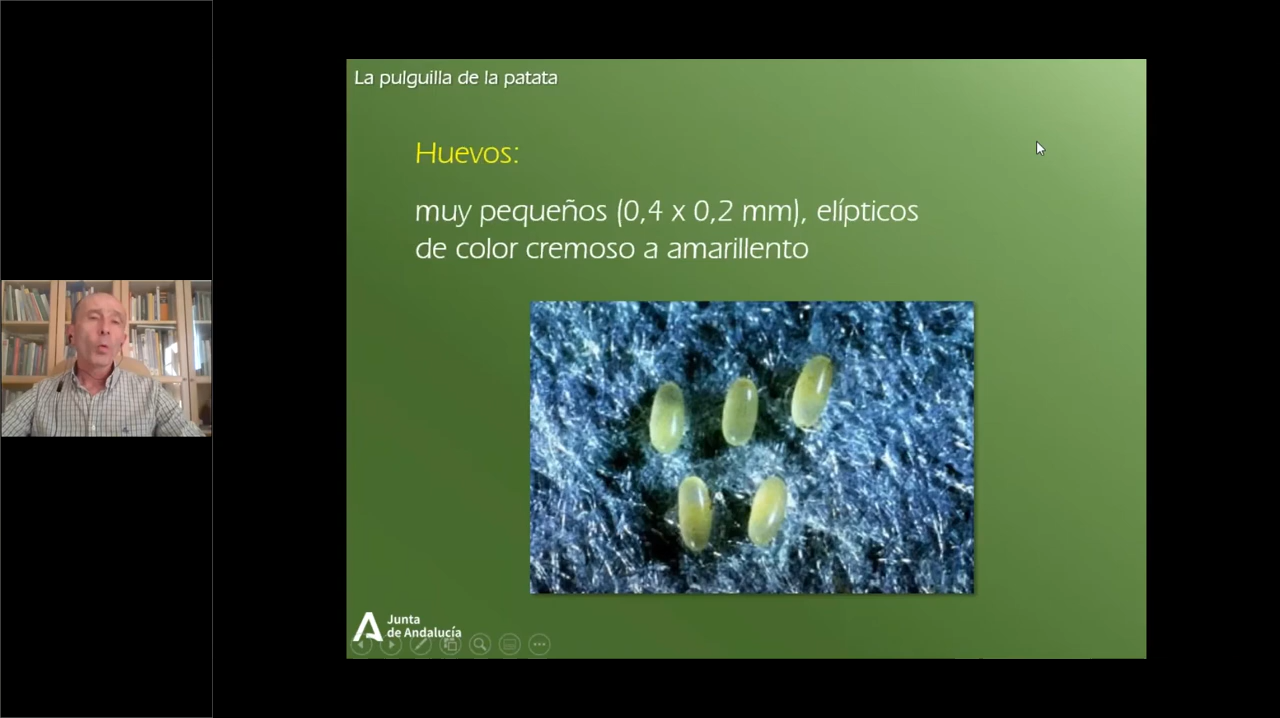 La pulguilla de la patata
Huevos:
muy pequeños (0,4 x 0,2 mm), elípticos
de color cremoso a amarillento
Junta
de Andalucía